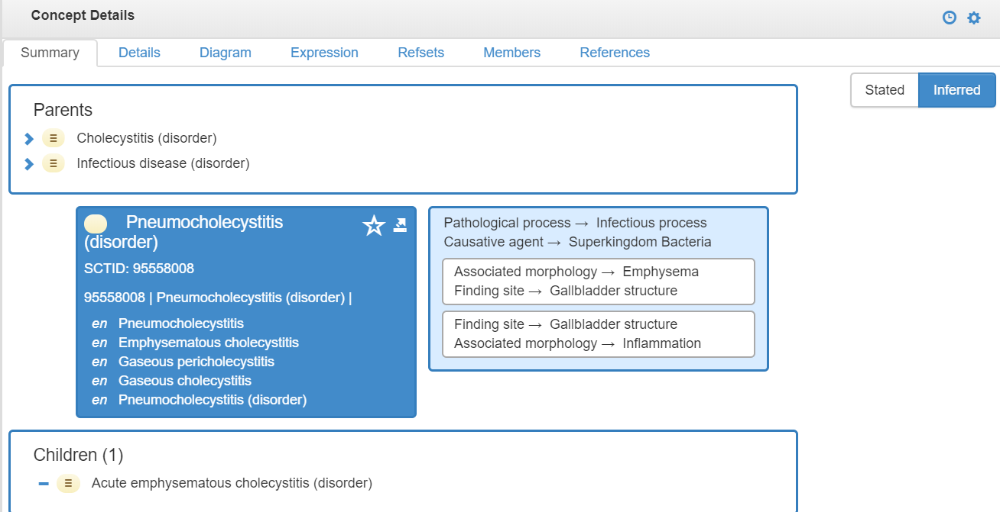 Concept Details
Summary Details Diagram Expression Refsets Members References
Stated Inferred
Parents
Cholecystitis (disorder)
Infectious disease (disorder)
Pneumocholecystitis
(disorder)
SCTID: 95558008
95558008 | Pneumocholecystitis (disorder) |
en Pneumocholecystitis
en Emphysematous cholecystitis
en Gaseous pericholecystitis
en Gaseous cholecystitis
en Pneumocholecystitis (disorder)
Pathological process → Infectious process
Causative agent → Superkingdom Bacteria
Associated morphology → Emphysema
Finding site → Gallbladder structure
Finding site → Gallbladder structure
Associated morphology → Inflammation
Children (1)
Acute emphysematous cholecystitis (disorder)